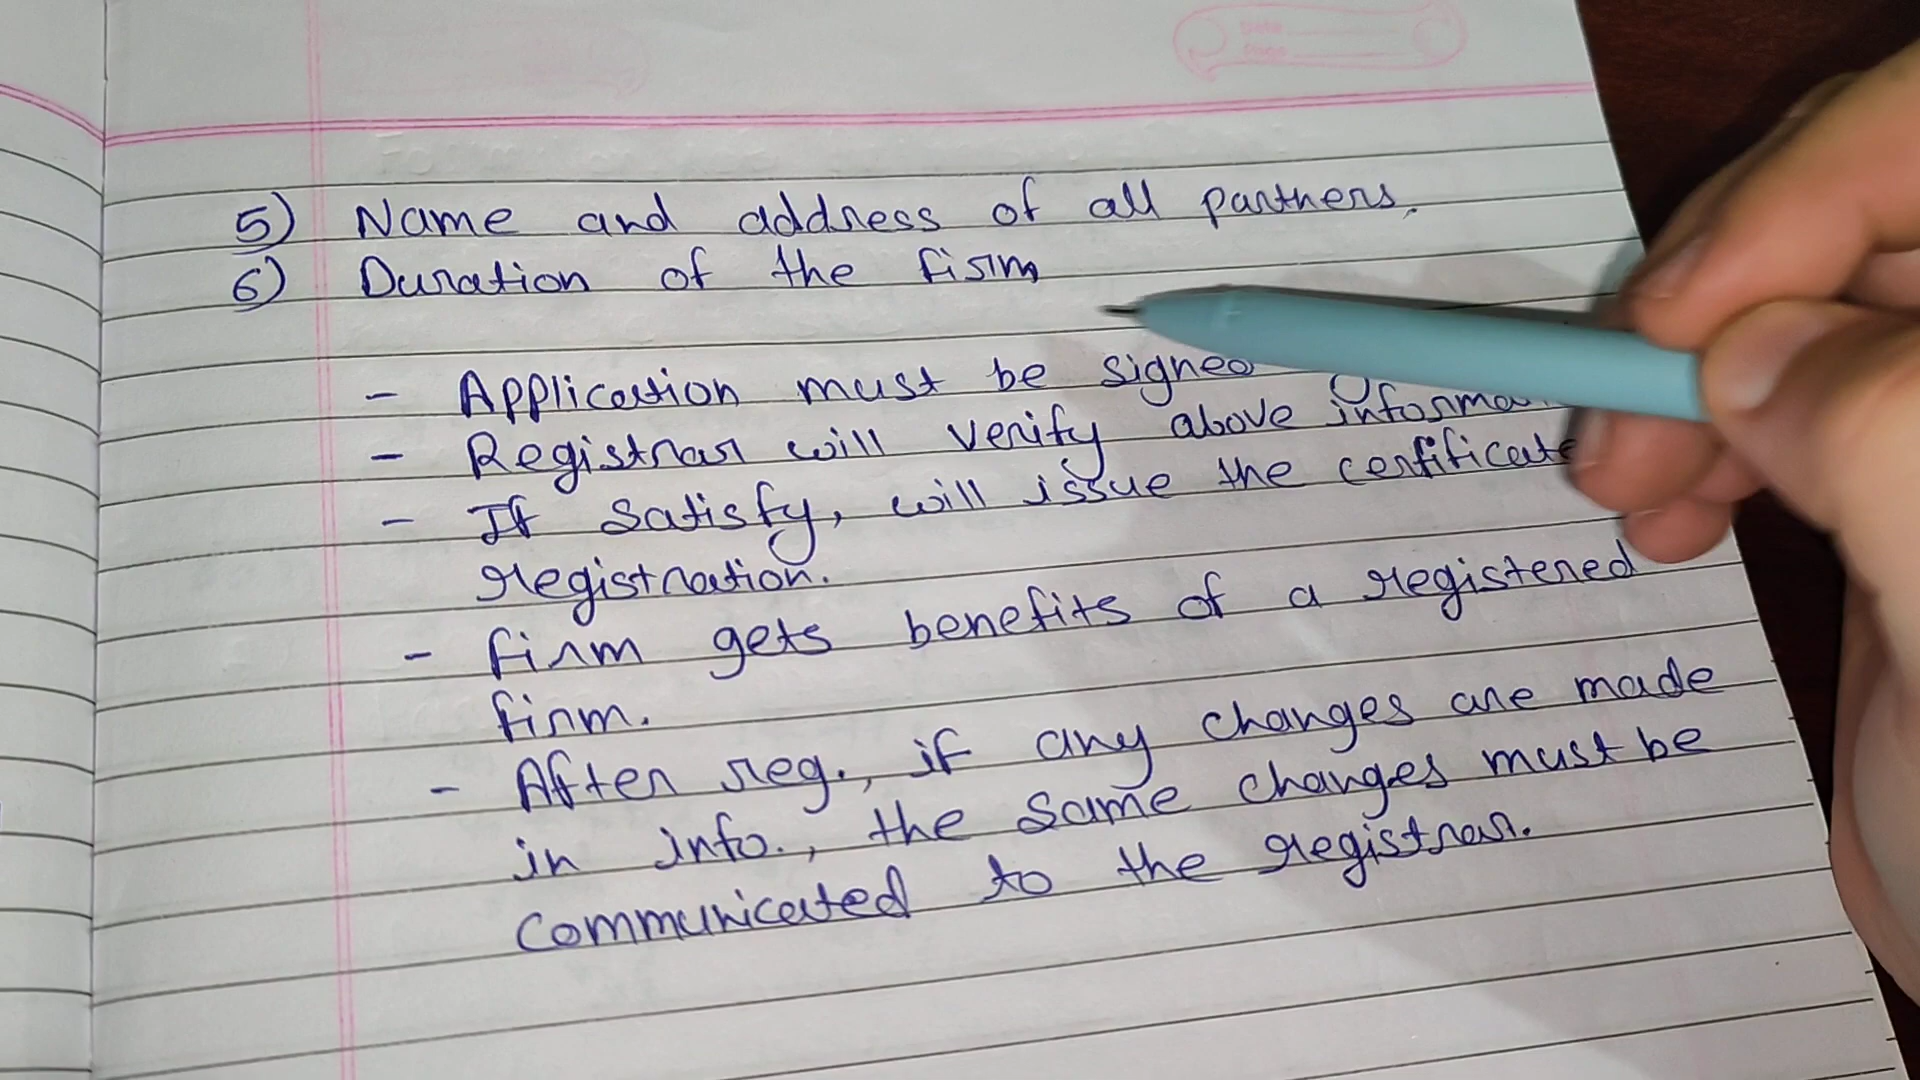 Date
Page
5) Name and address of all partners.
6) Duration of the firm
- Application must be signed
- Registrar will verify above
- If satisfy, will issue the certificate
registration.
- firm gets benefits of a registered
firm.
- After reg., if any changes are made
in info., the same changes must be
communicated to the registrar.